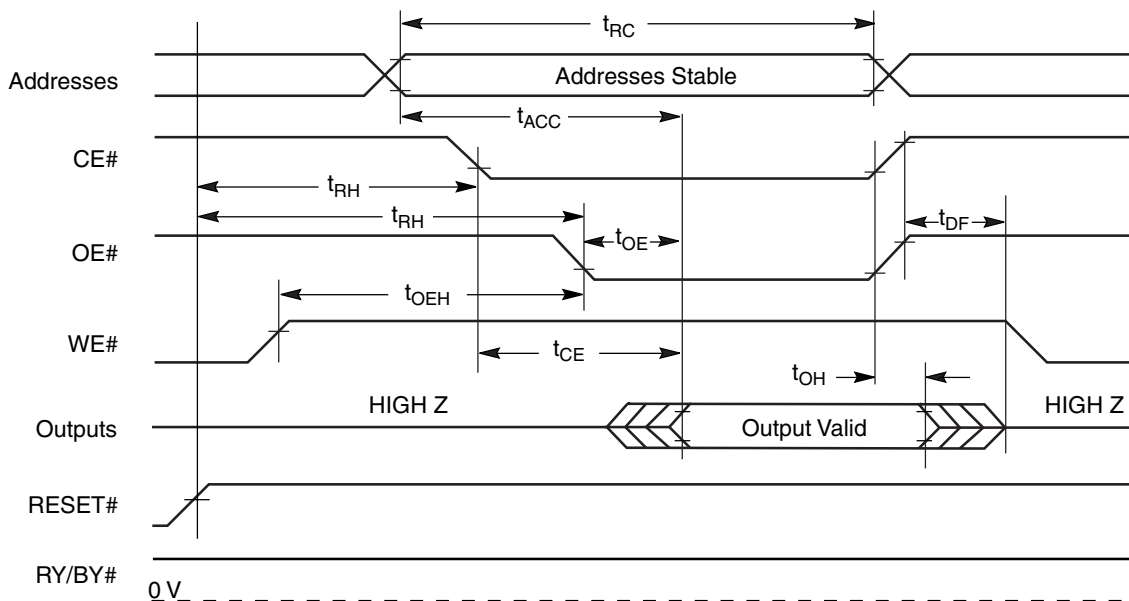 tRC
Addresses
Addresses Stable
tACC
CE#
tRH
tRH
tDF
OE#
tOE
tOEH
WE#
tCE
tOH
HIGH Z
HIGH Z
Outputs
Output Valid
RESET#
RY/BY#
0 V